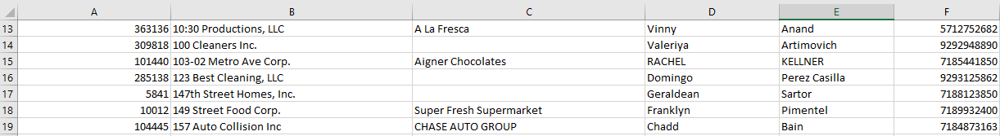 A B C D E F
13 363136 10:30 Productions, LLC A La Fresca Vinny Anand 5712752682
14 309818 100 Cleaners Inc. Valeriya Artimovich 9292948890
15 101440 103-02 Metro Ave Corp. Aigner Chocolates RACHEL KELLNER 7185441850
16 285138 123 Best Cleaning, LLC Domingo Perez Casilla 9293125862
17 5841 147th Street Homes, Inc. Geraldean Sartor 7188123850
18 10012 149 Street Food Corp. Super Fresh Supermarket Franklyn Pimentel 7189932400
19 104445 157 Auto Collision Inc CHASE AUTO GROUP Chadd Bain 7184873163